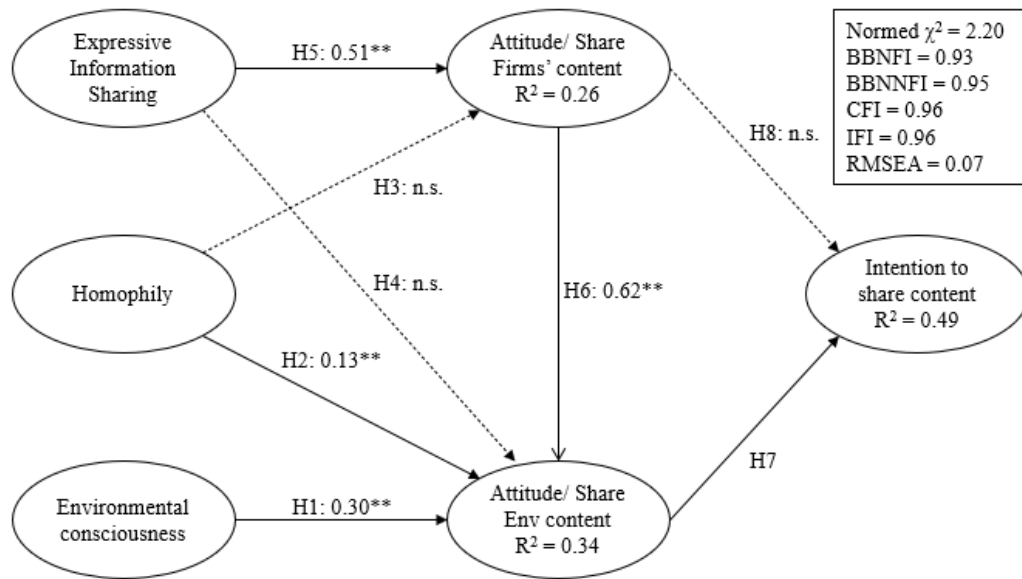 Expressive
Information
Sharing
H5: 0.51**
Attitude/ Share
Firms’ content
R² = 0.26
Normed χ² = 2.20
BBNFI = 0.93
BBNNFI = 0.95
CFI = 0.96
IFI = 0.96
RMSEA = 0.07
H8: n.s.
H3: n.s.
Homophily
H4: n.s.
H6: 0.62**
Intention to
share content
R² = 0.49
H2: 0.13**
H7
Environmental
consciousness
H1: 0.30**
Attitude/ Share
Env content
R² = 0.34